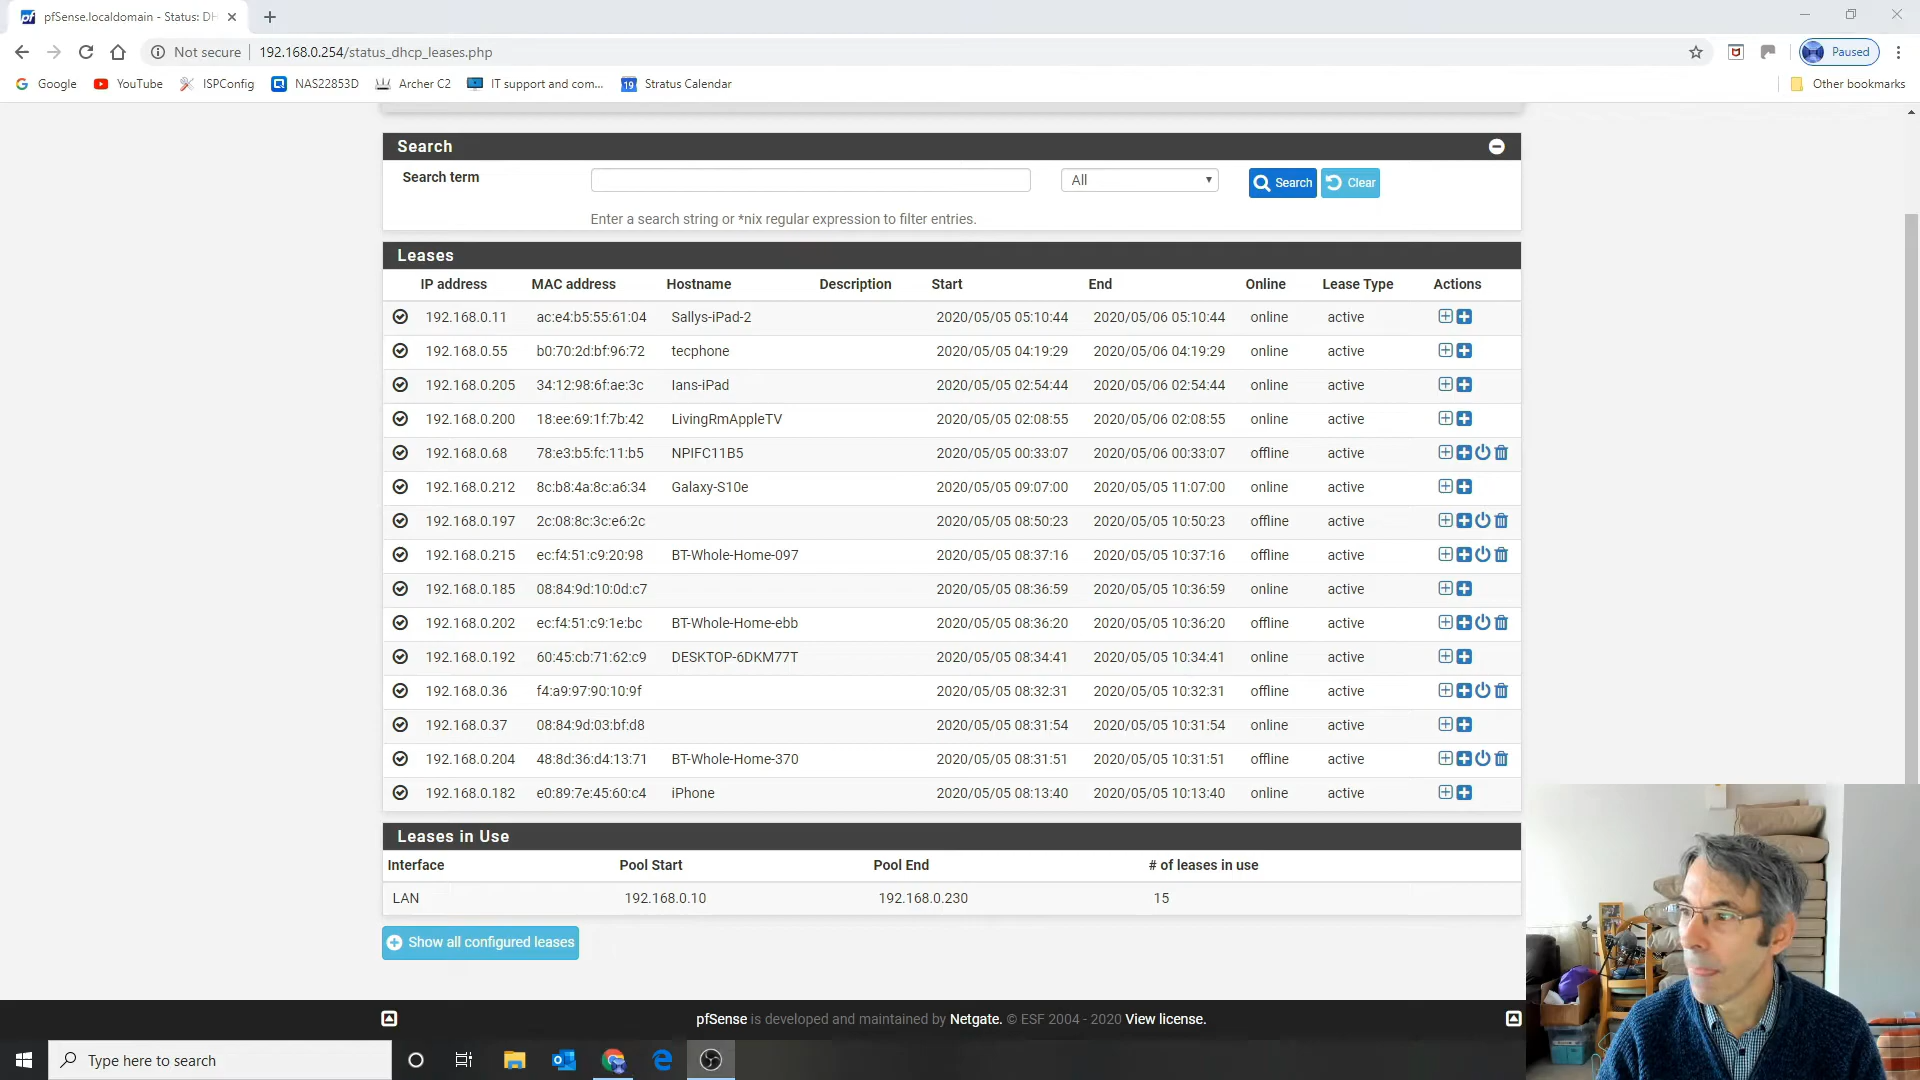 pfSense.localdomain - Status: DH
Not secure | 192.168.0.254/status_dhcp_leases.php
Paused
Google YouTube ISPConfig NAS22853D Archer C2 IT support and com... 19 Stratus Calendar Other bookmarks
Search
Search term All Search Clear
Enter a search string or *nix regular expression to filter entries.
Leases
IP address MAC address Hostname Description Start End Online Lease Type Actions
192.168.0.11 ac:e4:b5:55:61:04 Sallys-iPad-2 2020/05/05 05:10:44 2020/05/06 05:10:44 online active
192.168.0.55 b0:70:2d:bf:96:72 tecphone 2020/05/05 04:19:29 2020/05/06 04:19:29 online active
192.168.0.205 34:12:98:6f:ae:3c Ians-iPad 2020/05/05 02:54:44 2020/05/06 02:54:44 online active
192.168.0.200 18:ee:69:1f:7b:42 LivingRmAppleTV 2020/05/05 02:08:55 2020/05/06 02:08:55 online active
192.168.0.68 78:e3:b5:fc:11:b5 NPIFC11B5 2020/05/05 00:33:07 2020/05/06 00:33:07 offline active
192.168.0.212 8c:b8:4a:8c:a6:34 Galaxy-S10e 2020/05/05 09:07:00 2020/05/05 11:07:00 online active
192.168.0.197 2c:08:8c:3c:e6:2c 2020/05/05 08:50:23 2020/05/05 10:50:23 offline active
192.168.0.215 ec:f4:51:c9:20:98 BT-Whole-Home-097 2020/05/05 08:37:16 2020/05/05 10:37:16 offline active
192.168.0.185 08:84:9d:10:0d:c7 2020/05/05 08:36:59 2020/05/05 10:36:59 online active
192.168.0.202 ec:f4:51:c9:1e:bc BT-Whole-Home-ebb 2020/05/05 08:36:20 2020/05/05 10:36:20 offline active
192.168.0.192 60:45:cb:71:62:c9 DESKTOP-6DKM77T 2020/05/05 08:34:41 2020/05/05 10:34:41 online active
192.168.0.36 f4:a9:97:90:10:9f 2020/05/05 08:32:31 2020/05/05 10:32:31 offline active
192.168.0.37 08:84:9d:03:bf:d8 2020/05/05 08:31:54 2020/05/05 10:31:54 online active
192.168.0.204 48:8d:36:d4:13:71 BT-Whole-Home-370 2020/05/05 08:31:51 2020/05/05 10:31:51 offline active
192.168.0.182 e0:89:7e:45:60:c4 iPhone 2020/05/05 08:13:40 2020/05/05 10:13:40 online active
Leases in Use
Interface Pool Start Pool End # of leases in use
LAN 192.168.0.10 192.168.0.230 15
Show all configured leases
pfSense is developed and maintained by Netgate. © ESF 2004 - 2020 View license.
Type here to search